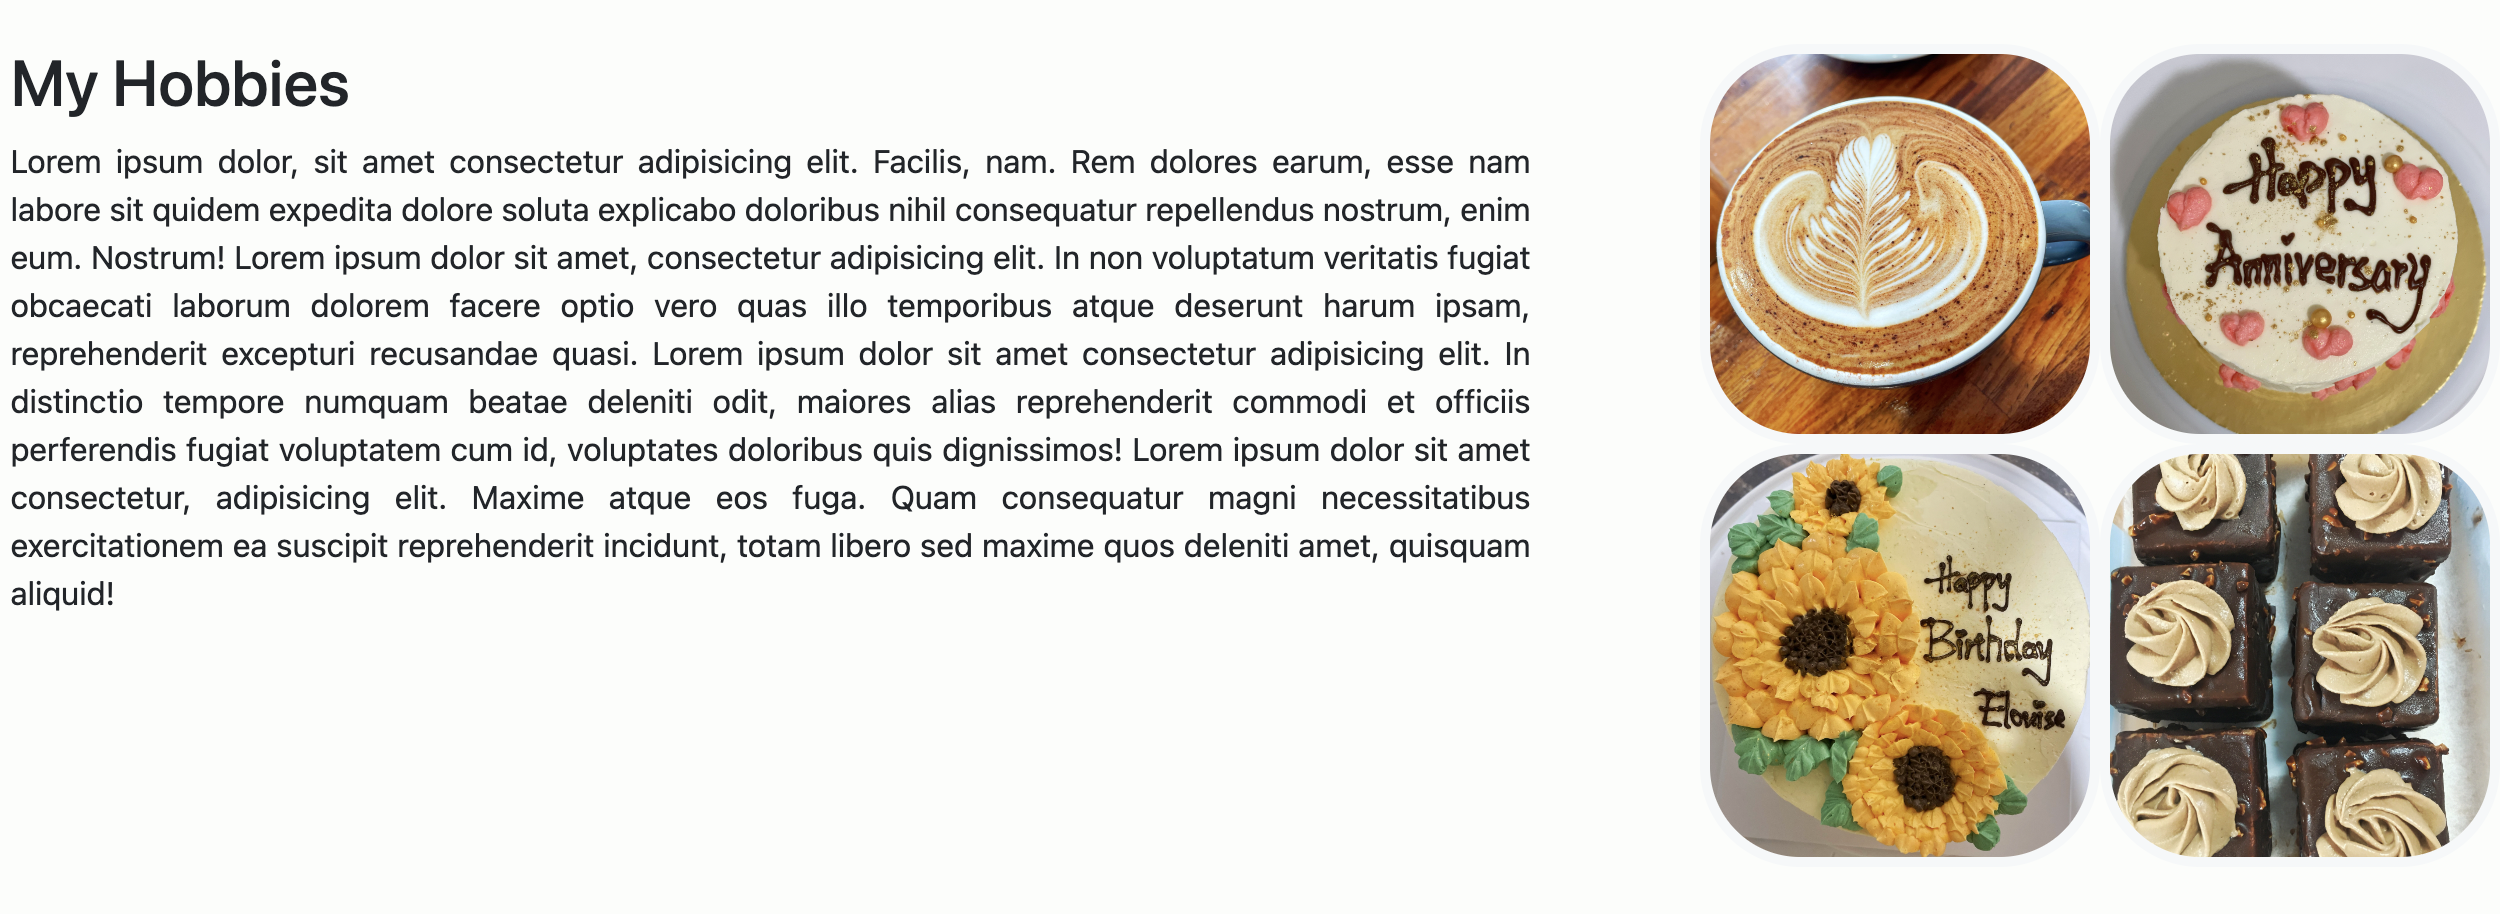 My Hobbies
Lorem ipsum dolor, sit amet consectetur adipisicing elit. Facilis, nam. Rem dolores earum, esse nam
labore sit quidem expedita dolore soluta explicabo doloribus nihil consequatur repellendus nostrum, enim
eum. Nostrum! Lorem ipsum dolor sit amet, consectetur adipisicing elit. In non voluptatum veritatis fugiat
obcaecati laborum dolorem facere optio vero quas illo temporibus atque deserunt harum ipsam,
reprehenderit excepturi recusandae quasi. Lorem ipsum dolor sit amet consectetur adipisicing elit. In
distinctio tempore numquam beatae deleniti odit, maiores alias reprehenderit commodi et officiis
perferendis fugiat voluptatem cum id, voluptates doloribus quis dignissimos! Lorem ipsum dolor sit amet
consectetur, adipisicing elit. Maxime atque eos fuga. Quam consequatur magni necessitatibus
exercitationem ea suscipit reprehenderit incidunt, totam libero sed maxime quos deleniti amet, quisquam
aliquid!
Happy
Anniversary
Happy
Birthday
Elouise